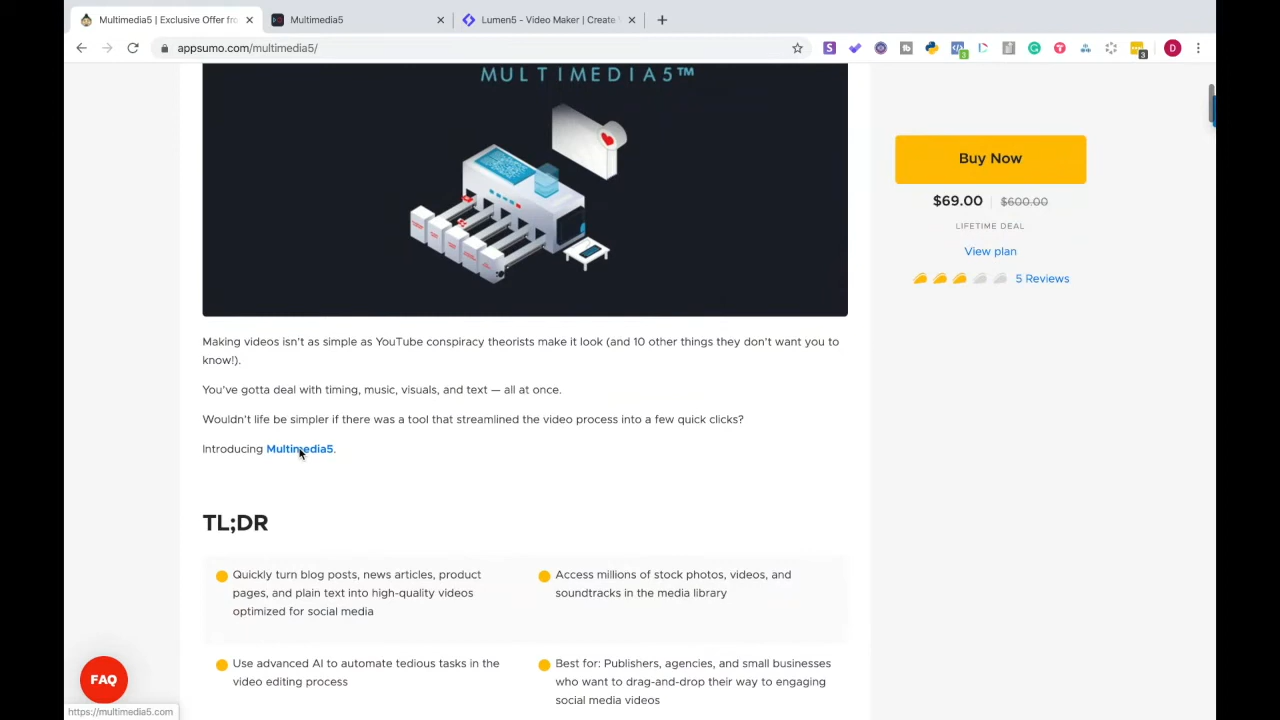 Multimedia5 | Exclusive Offer fr
Multimedia5
Lumen5 - Video Maker | Create
appsumo.com/multimedia5/
MULTIMEDIA5™
Buy Now
$69.00 | $600.00
LIFETIME DEAL
View plan
5 Reviews
Making videos isn't as simple as YouTube conspiracy theorists make it look (and 10 other things they don't want you to
know!).
You've gotta deal with timing, music, visuals, and text — all at once.
Wouldn't life be simpler if there was a tool that streamlined the video process into a few quick clicks?
Introducing Multimedia5.
TL;DR
Quickly turn blog posts, news articles, product
pages, and plain text into high-quality videos
optimized for social media
Access millions of stock photos, videos, and
soundtracks in the media library
Use advanced AI to automate tedious tasks in the
video editing process
Best for: Publishers, agencies, and small businesses
who want to drag-and-drop their way to engaging
social media videos
FAQ
https://multimedia5.com